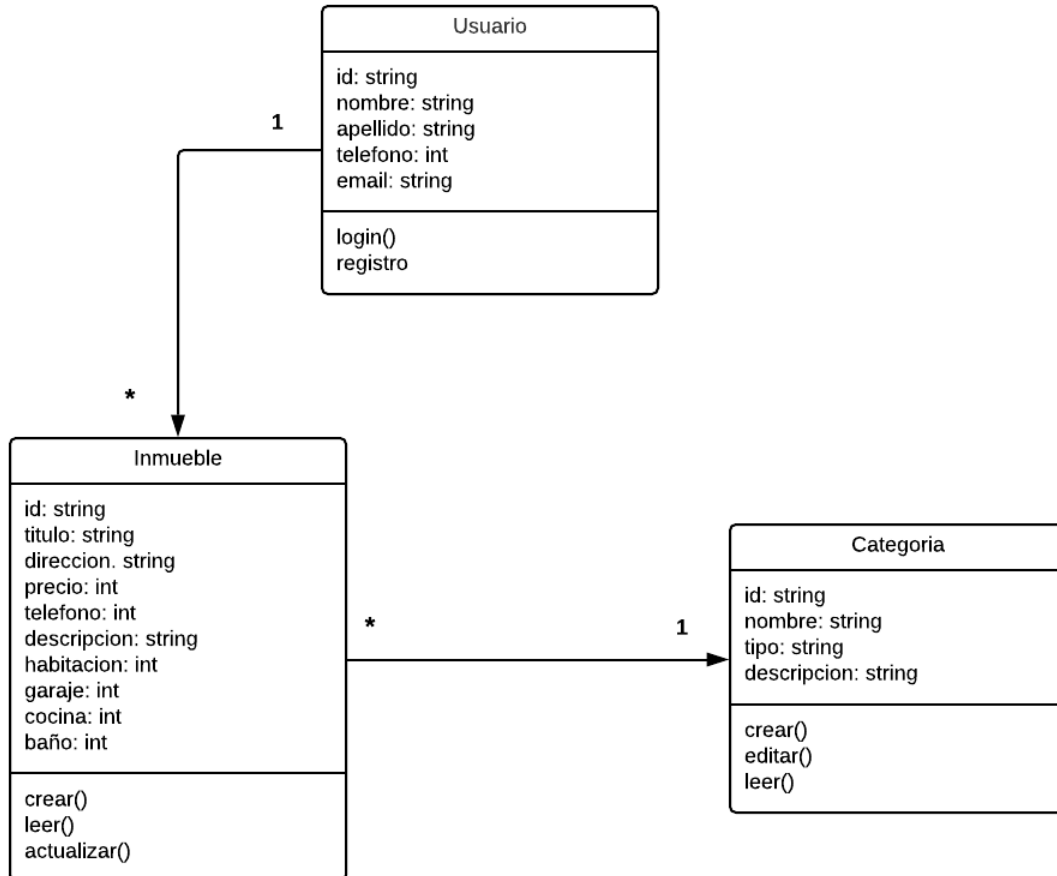 Usuario
id: string
nombre: string
apellido: string
telefono: int
email: string
login()
registro
1
*
Inmueble
id: string
titulo: string
direccion. string
precio: int
telefono: int
descripcion: string
habitacion: int
garaje: int
cocina: int
baño: int
crear()
leer()
actualizar()
*
1
Categoria
id: string
nombre: string
tipo: string
descripcion: string
crear()
editar()
leer()